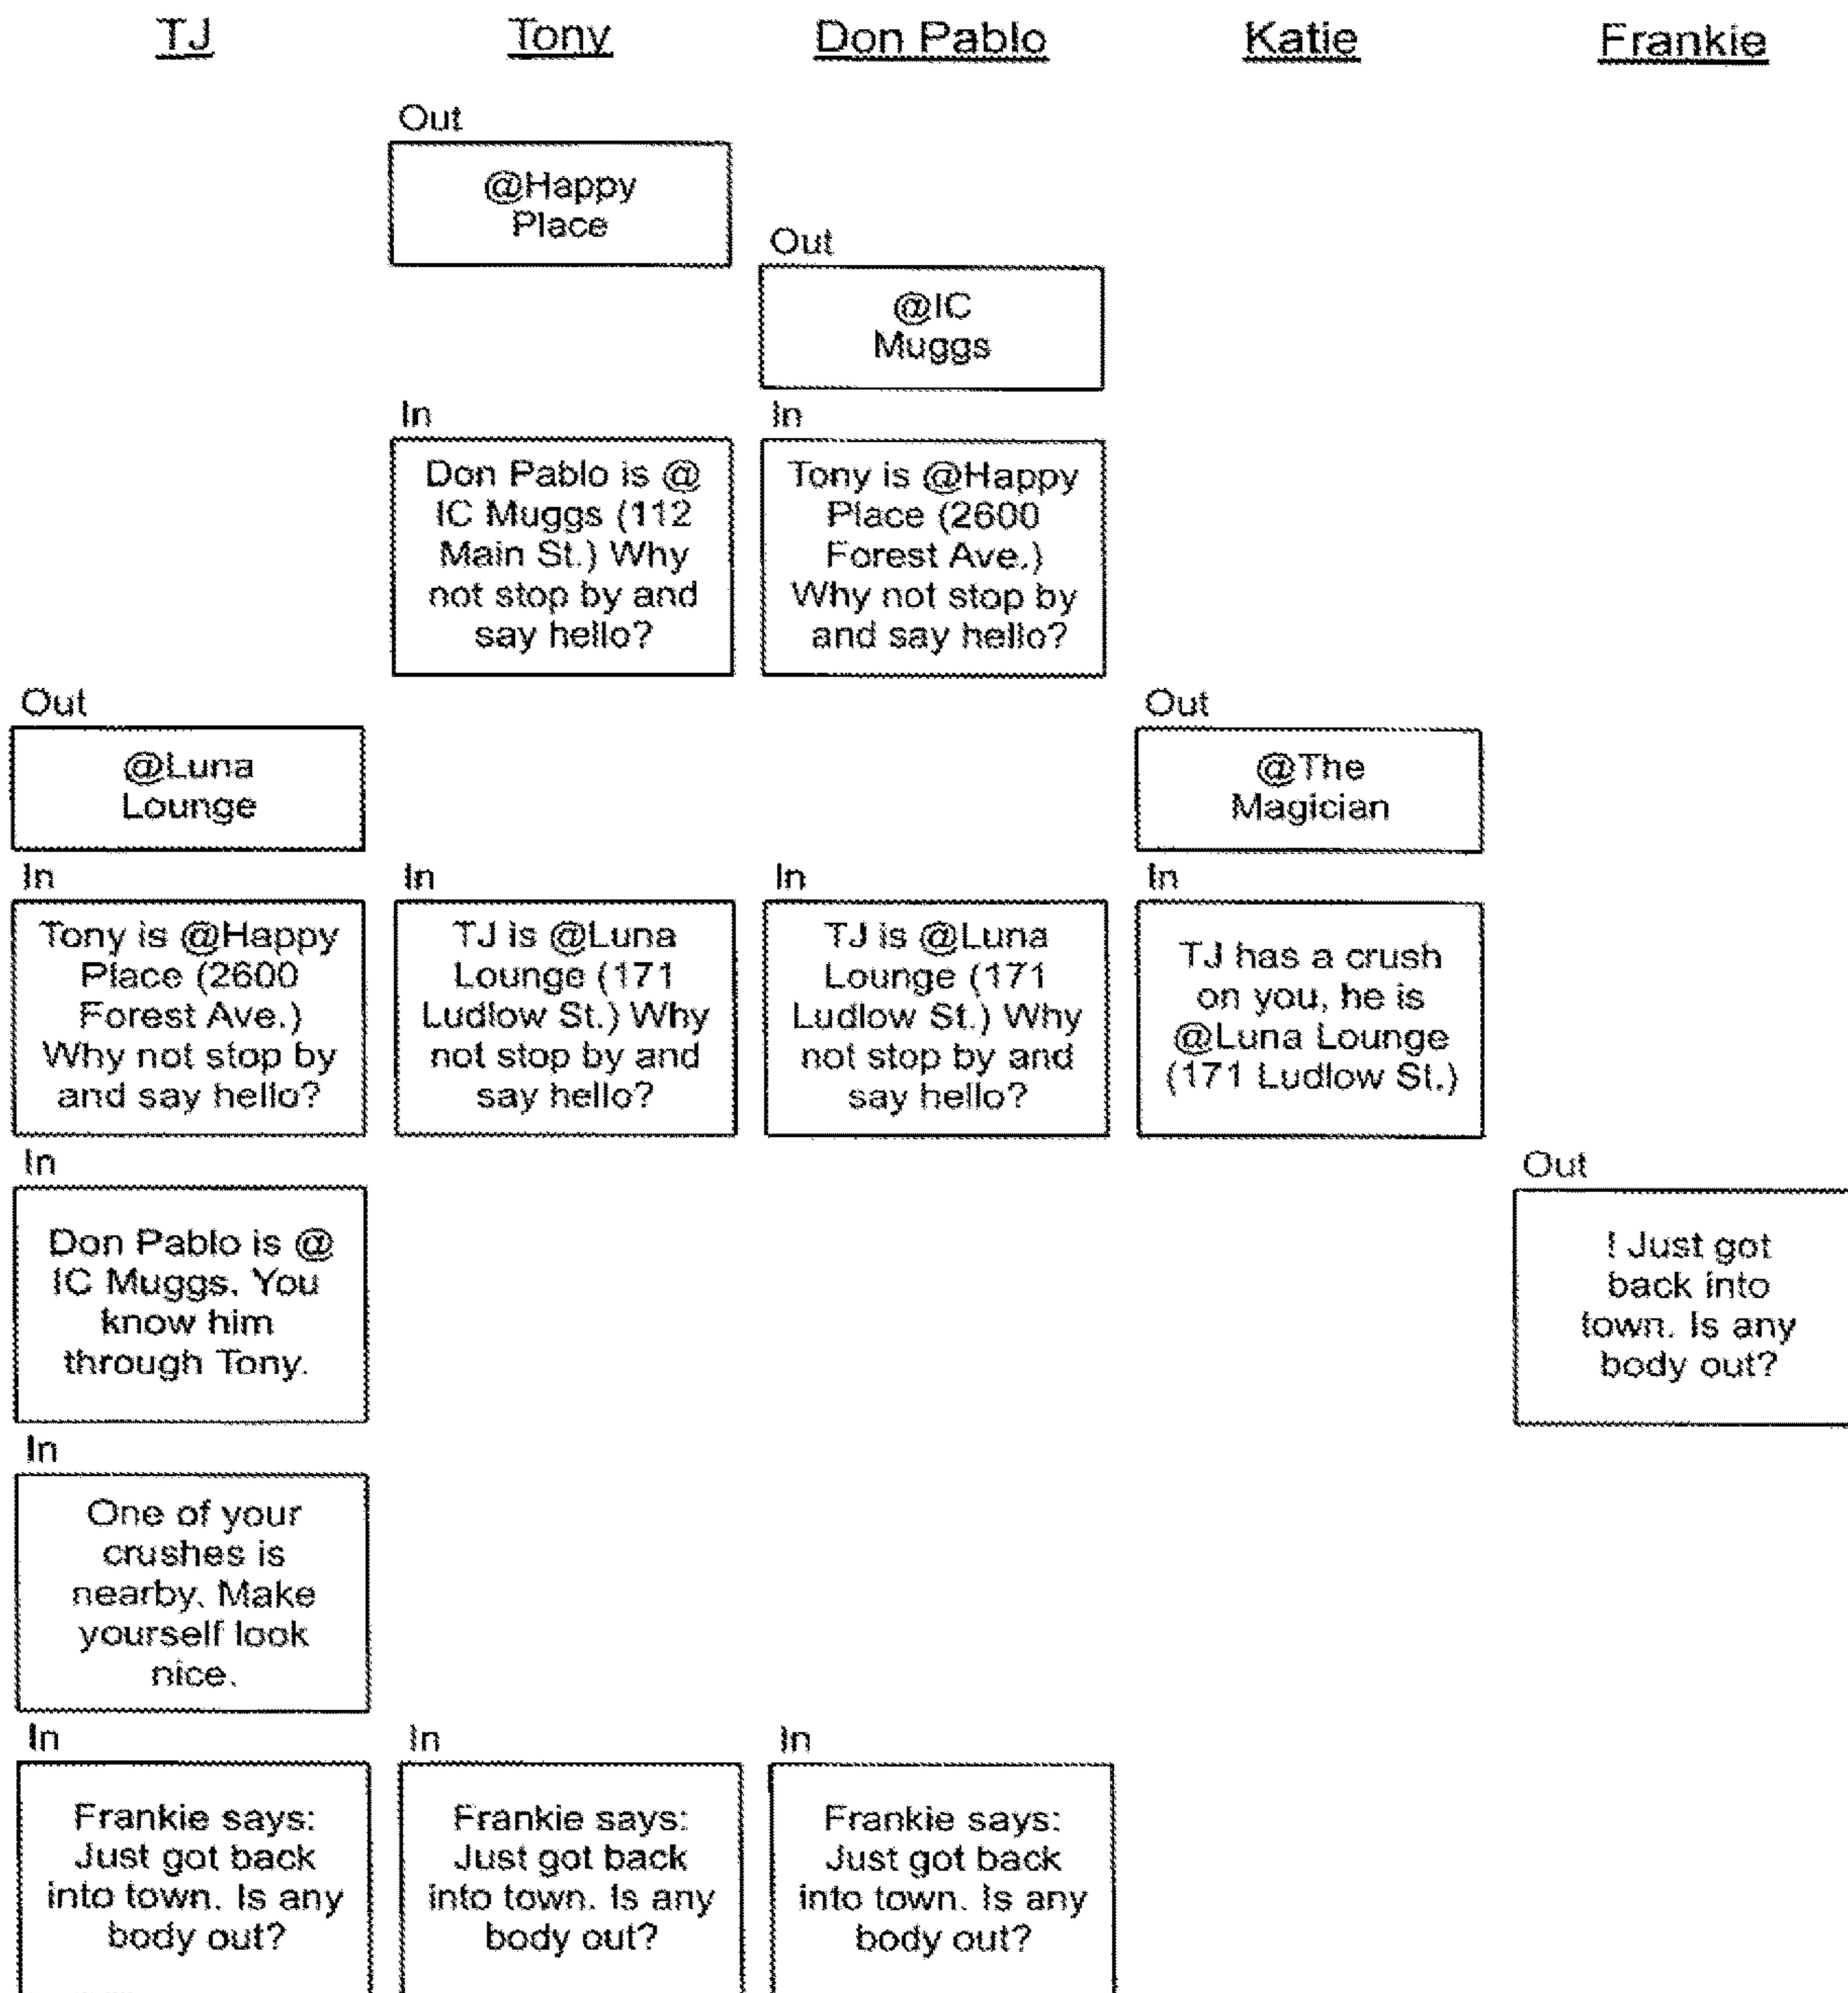 TJ
Tony
Don Pablo
Katie
Frankie
Out
@Happy
Place
Out
@IC
Muggs
In
Don Pablo is @
IC Muggs (112
Main St.) Why
not stop by and
say hello?
In
Tony is @Happy
Place (2600
Forest Ave.)
Why not stop by
and say hello?
Out
@Luna
Lounge
Out
@The
Magician
In
Tony is @Happy
Place (2600
Forest Ave.)
Why not stop by
and say hello?
In
TJ is @Luna
Lounge (171
Ludlow St.) Why
not stop by and
say hello?
In
TJ is @Luna
Lounge (171
Ludlow St.) Why
not stop by and
say hello?
In
TJ has a crush
on you, he is
@Luna Lounge
(171 Ludlow St.)
In
Don Pablo is @
IC Muggs. You
know him
through Tony.
Out
! Just got
back into
town. Is any
body out?
In
One of your
crushes is
nearby. Make
yourself look
nice.
In
Frankie says:
Just got back
into town. Is any
body out?
In
Frankie says:
Just got back
into town. Is any
body out?
In
Frankie says:
Just got back
into town. Is any
body out?